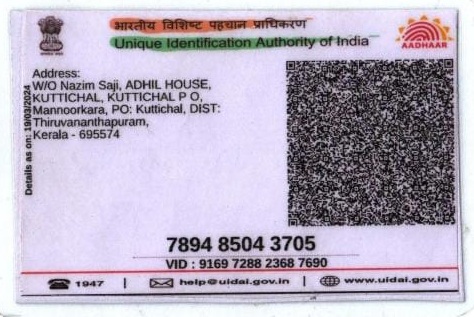 भारतीय विशिष्ट पहचान प्राधिकरण
Unique Identification Authority of India
AADHAAR
Address:
W/O Nazim Saji, ADHIL HOUSE,
KUTTICHAL, KUTTICHAL P O,
Mannoorkara, PO: Kuttichal, DIST:
Thiruvananthapuram,
Kerala - 695574
Details as on: 19/03/2024
7894 8504 3705
VID : 9169 7288 2368 7690
1947 | help@uidai.gov.in | www.uidai.gov.in